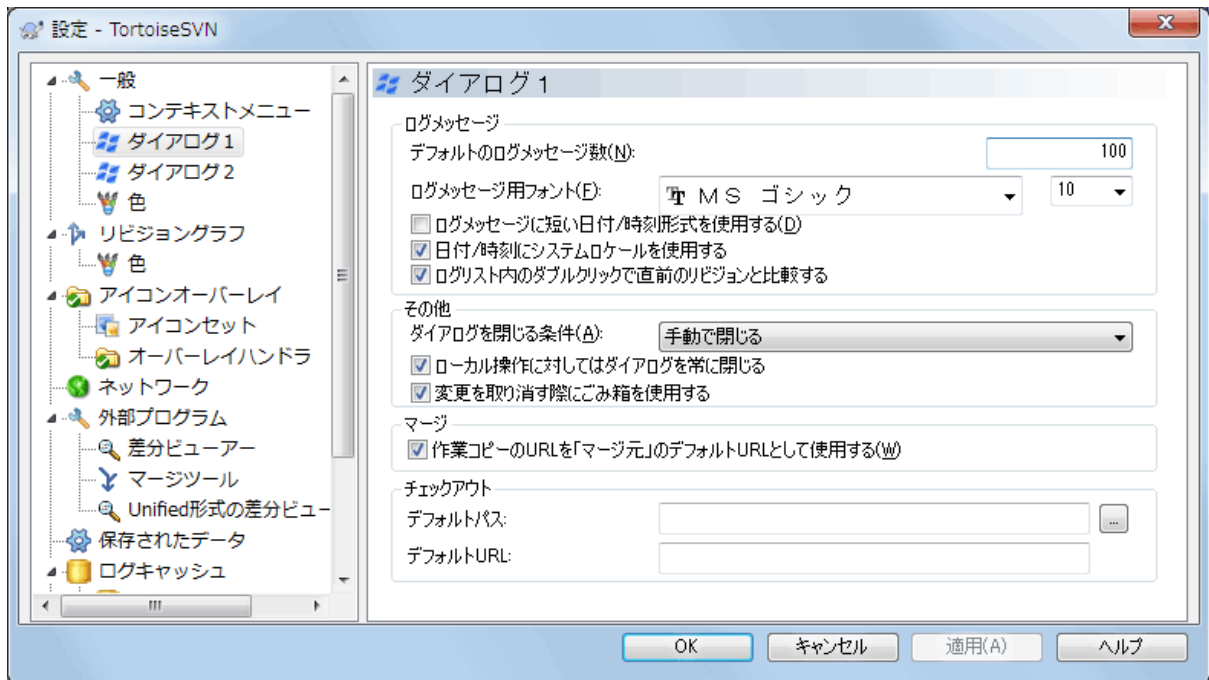 設定 - TortoiseSVN
一般
コンテキストメニュー
ダイアログ1
ダイアログ2
色
リビジョングラフ
色
アイコンオーバーレイ
アイコンセット
オーバーレイハンドラ
ネットワーク
外部プログラム
差分ビューアー
マージツール
Unified形式の差分ビュー
保存されたデータ
ログキャッシュ
ダイアログ1
ログメッセージ
デフォルトのログメッセージ数(N):
100
ログメッセージ用フォント(F):
MS ゴシック
10
ログメッセージに短い日付/時刻形式を使用する(D)
日付/時刻にシステムロケールを使用する
ログリスト内のダブルクリックで直前のリビジョンと比較する
その他
ダイアログを閉じる条件(A):
手動で閉じる
ローカル操作に対してはダイアログを常に閉じる
変更を取り消す際にごみ箱を使用する
マージ
作業コピーのURLを「マージ元」のデフォルトURLとして使用する(W)
チェックアウト
デフォルトパス:
...
デフォルトURL:
OK
キャンセル
適用(A)
ヘルプ